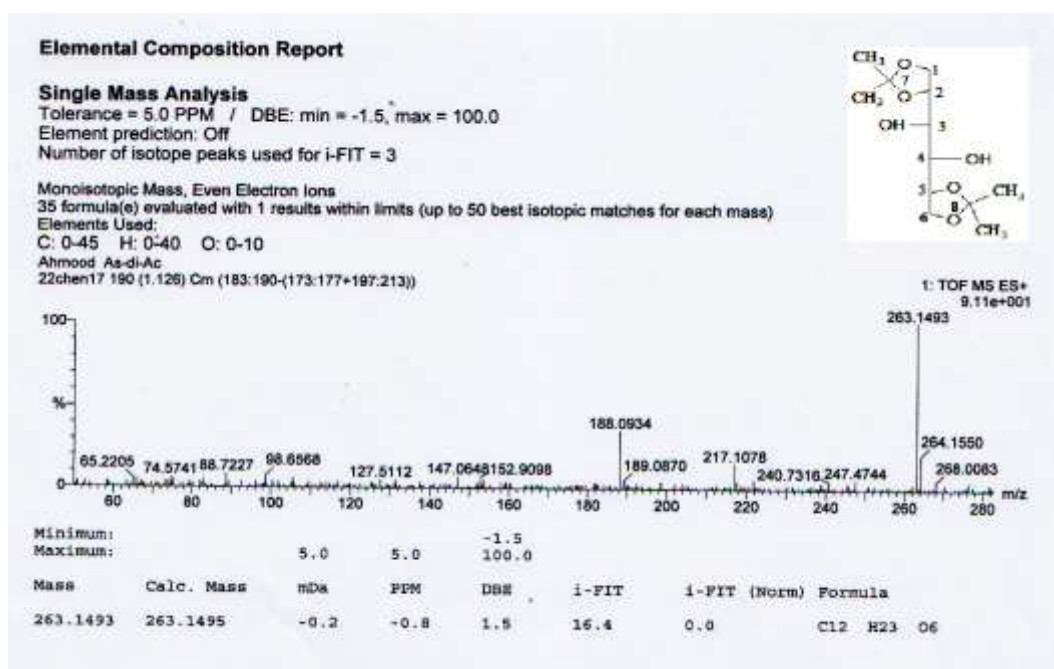 Elemental Composition Report
Single Mass Analysis
Tolerance = 5.0 PPM / DBE: min = -1.5, max = 100.0
Element prediction: Off
Number of isotope peaks used for i-FIT = 3
Monoisotopic Mass, Even Electron Ions
35 formula(e) evaluated with 1 results within limits (up to 50 best isotopic matches for each mass)
Elements Used:
C: 0-45 H: 0-40 O: 0-10
Ahmood As-di-Ac
22chen17 190 (1.126) Cm (183:190-(173:177+197:213))
CH3 O 1
7
CH3 O 2
OH 3
4 OH
5 O CH3
8
6 O CH3
1: TOF MS ES+
9.11e+001
100
%
0
263.1493
188.0934
264.1550
65.2205 74.5741 88.7227 98.6568 127.5112 147.0648 152.9098 189.0870 217.1078 240.7316 247.4744 268.0083
60 80 100 120 140 160 180 200 220 240 260 280 m/z
Minimum: -1.5
Maximum: 5.0 5.0 100.0
Mass Calc. Mass mDa PPM DBE i-FIT i-FIT (Norm) Formula
263.1493 263.1495 -0.2 -0.8 1.5 16.4 0.0 C12 H23 O6